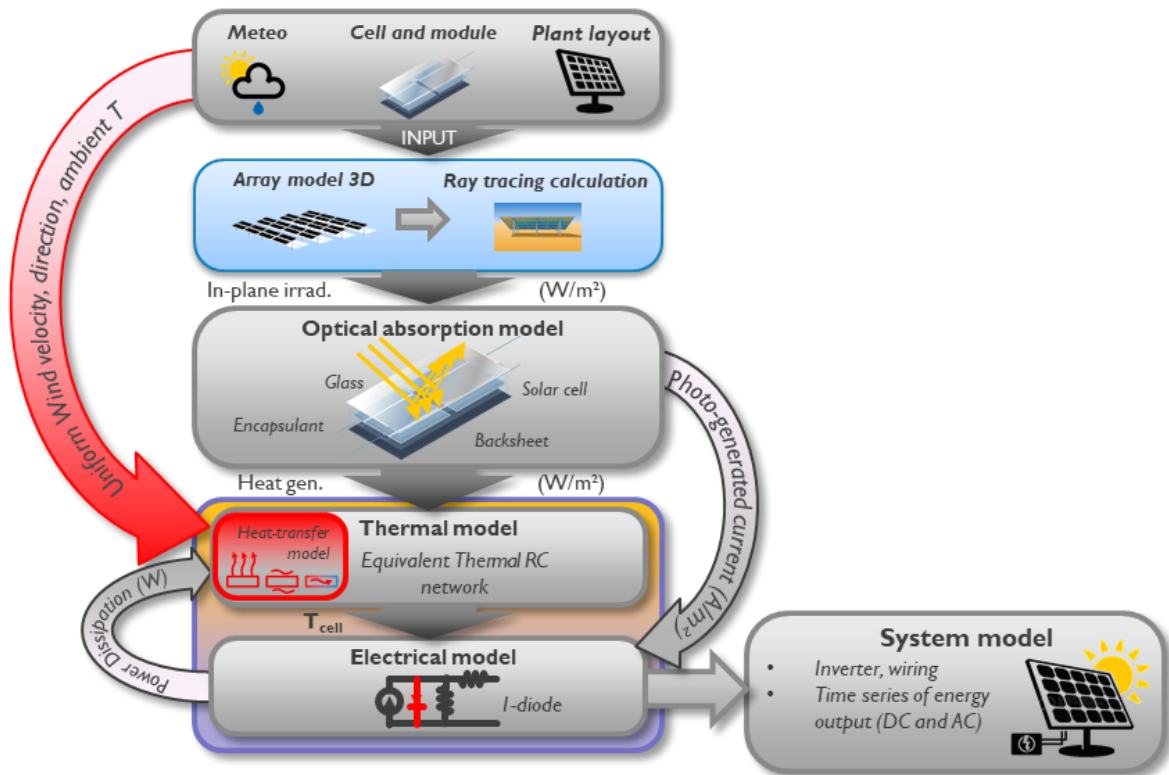 Meteo
Cell and module
Plant layout
INPUT
Array model 3D
Ray tracing calculation
In-plane irrad.
(W/m²)
Optical absorption model
Glass
Solar cell
Encapsulant
Backsheet
Heat gen.
(W/m²)
Uniform Wind velocity, direction, ambient T
Photo-generated current (A/m²)
Heat-transfer
model
Thermal model
Equivalent Thermal RC
network
Power Dissipation (W)
T_cell
Electrical model
1-diode
System model
• Inverter, wiring
• Time series of energy
output (DC and AC)